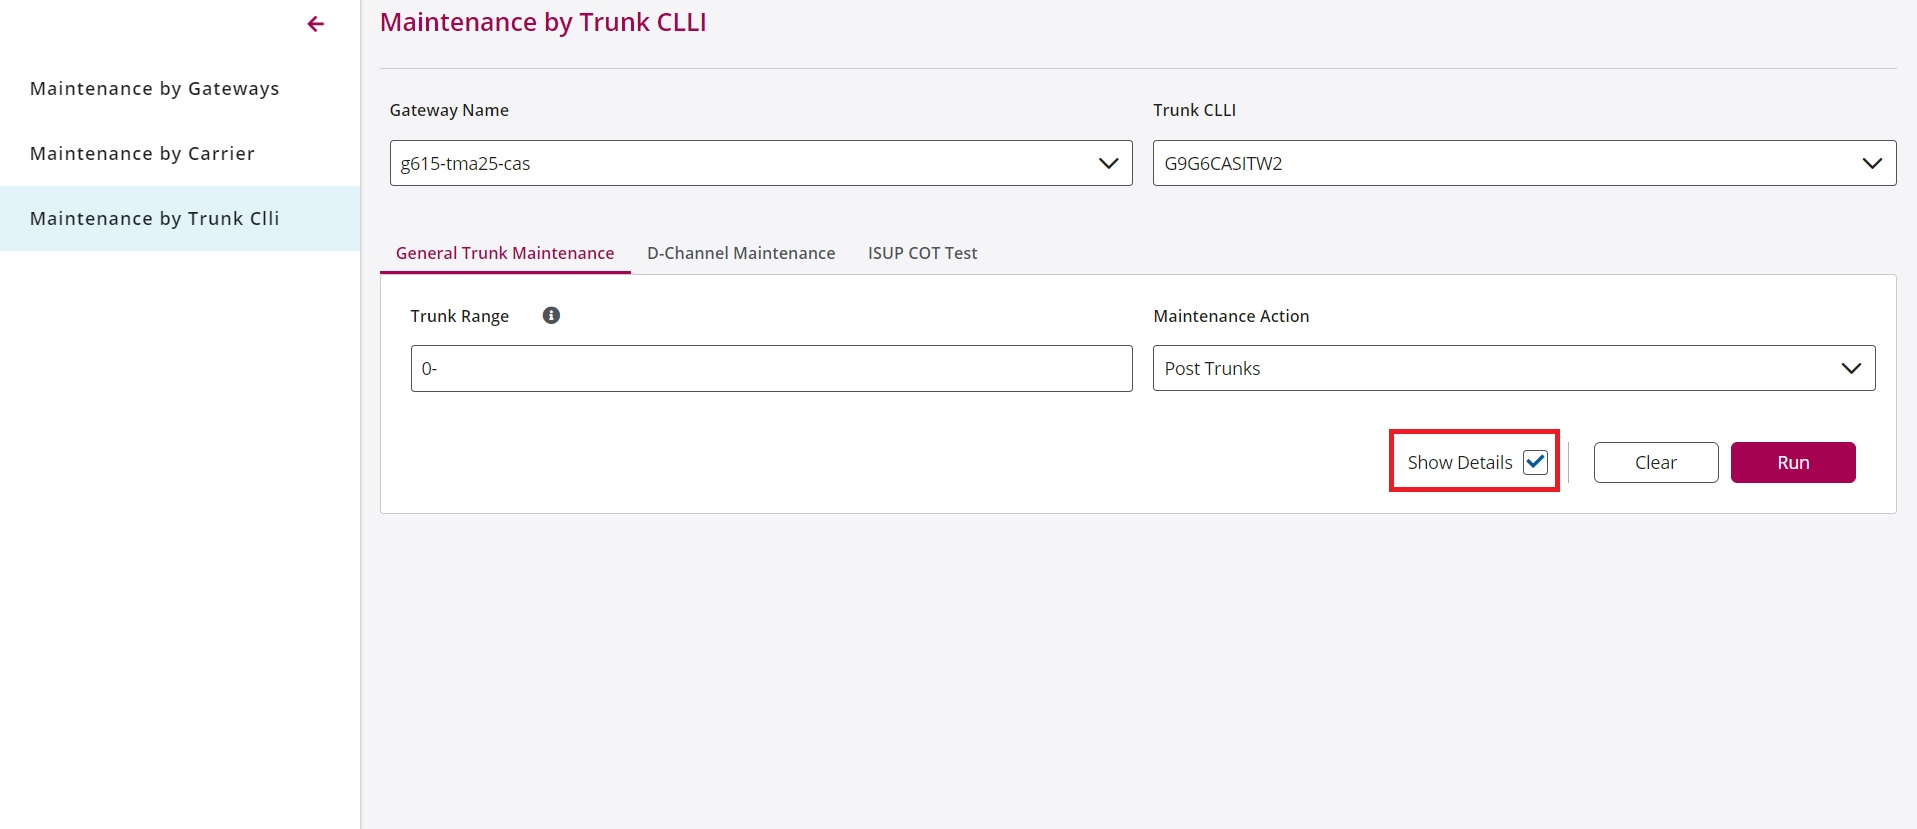 Maintenance by Trunk CLLI
Maintenance by Gateways
Maintenance by Carrier
Maintenance by Trunk Clli
Gateway Name
Trunk CLLI
g615-tma25-cas
G9G6CASITW2
General Trunk Maintenance
D-Channel Maintenance
ISUP COT Test
Trunk Range
Maintenance Action
0-
Post Trunks
Show Details
Clear
Run